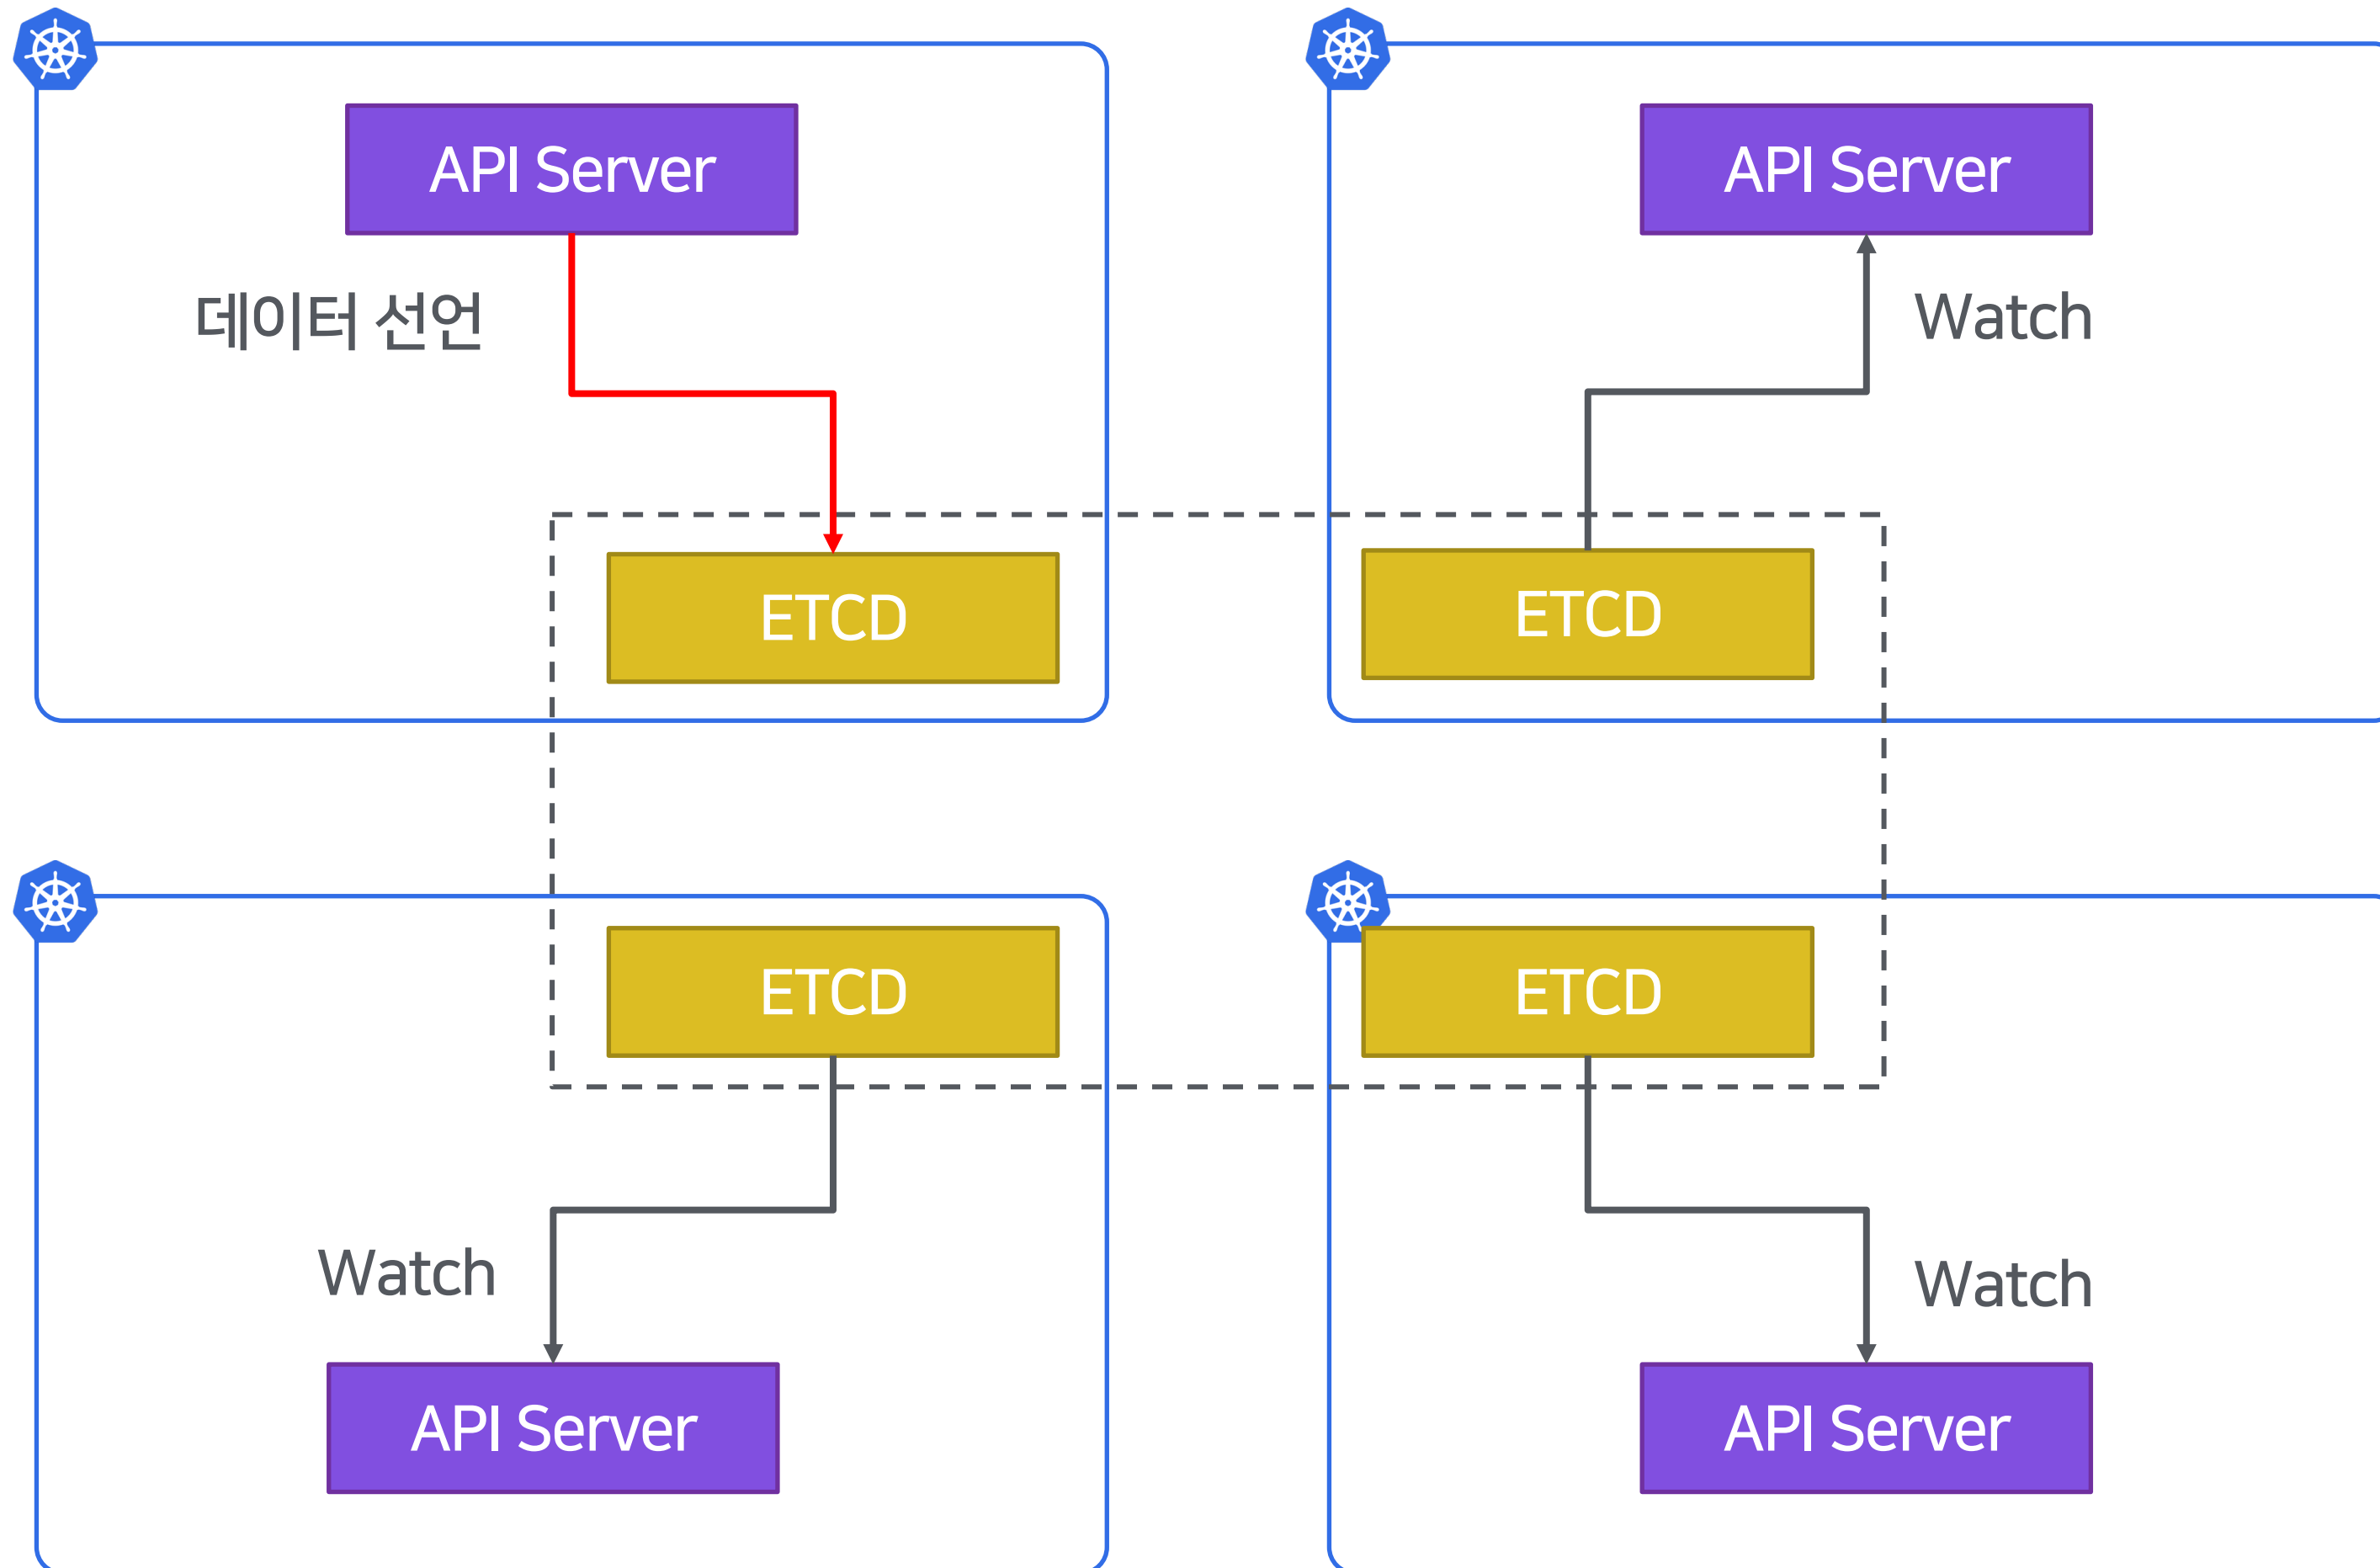 API Server
API Server
데이터 선언
Watch
ETCD
ETCD
ETCD
ETCD
Watch
Watch
API Server
API Server